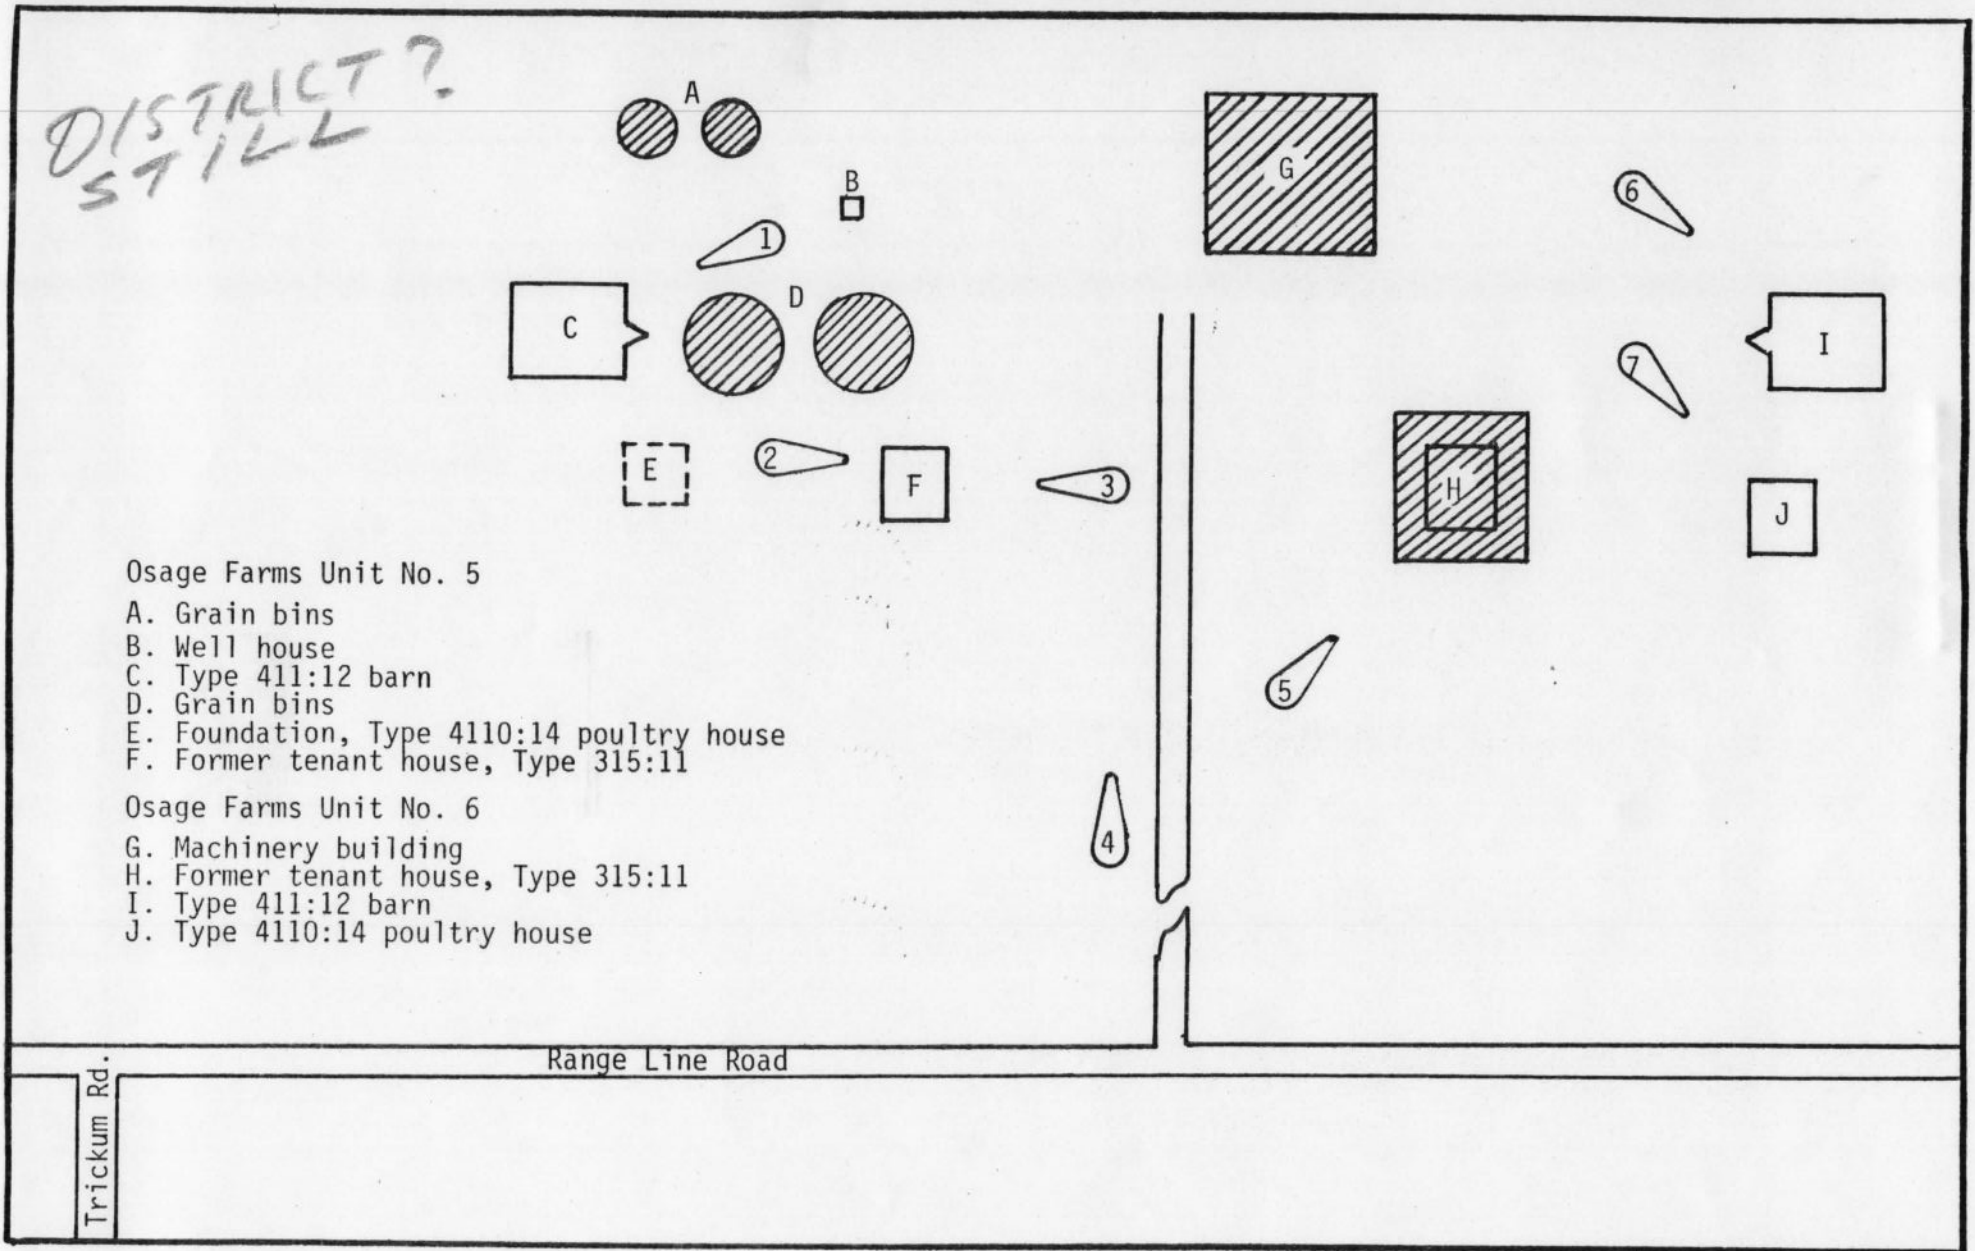 DISTRICT?
STILL
A
B
1
C
D
E
2
F
3
G
6
I
7
H
J
5
4
Osage Farms Unit No. 5
A. Grain bins
B. Well house
C. Type 411:12 barn
D. Grain bins
E. Foundation, Type 4110:14 poultry house
F. Former tenant house, Type 315:11
Osage Farms Unit No. 6
G. Machinery building
H. Former tenant house, Type 315:11
I. Type 411:12 barn
J. Type 4110:14 poultry house
Range Line Road
Trickum Rd.